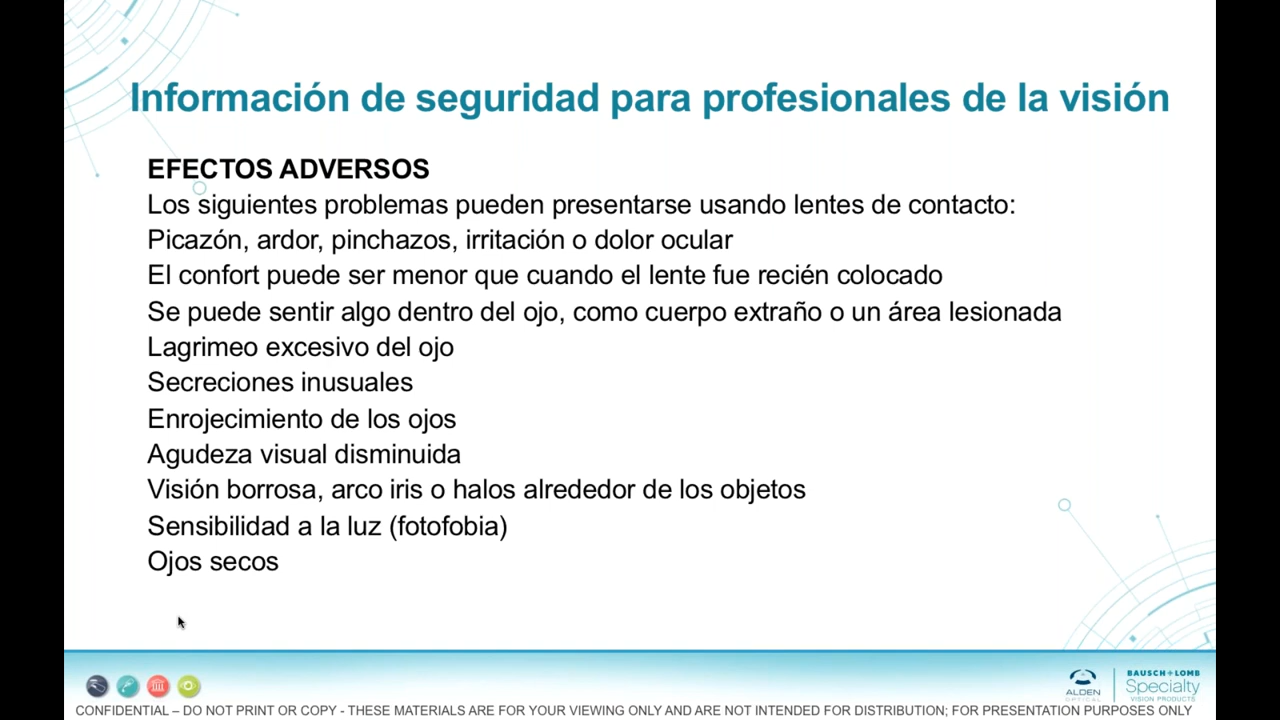 Información de seguridad para profesionales de la visión
EFECTOS ADVERSOS
Los siguientes problemas pueden presentarse usando lentes de contacto:
Picazón, ardor, pinchazos, irritación o dolor ocular
El confort puede ser menor que cuando el lente fue recién colocado
Se puede sentir algo dentro del ojo, como cuerpo extraño o un área lesionada
Lagrimeo excesivo del ojo
Secreciones inusuales
Enrojecimiento de los ojos
Agudeza visual disminuida
Visión borrosa, arco iris o halos alrededor de los objetos
Sensibilidad a la luz (fotofobia)
Ojos secos
ALDEN
OPTICAL
BAUSCH + LOMB
Specialty
VISION PRODUCTS
CONFIDENTIAL – DO NOT PRINT OR COPY - THESE MATERIALS ARE FOR YOUR VIEWING ONLY AND ARE NOT INTENDED FOR DISTRIBUTION; FOR PRESENTATION PURPOSES ONLY